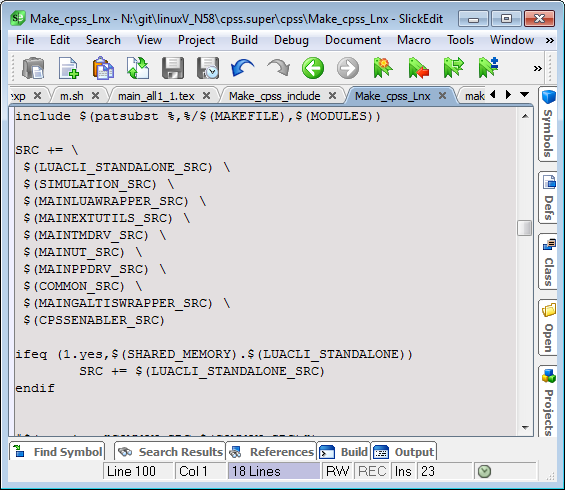 Make_cpss_Lnx - N:\git\linuxV_N58\cpss.super\cpss\Make_cpss_Lnx - SlickEdit
File Edit Search View Project Build Debug Document Macro Tools Window »
»
xp m.sh main_all1_1.tex Make_cpss_include Make_cpss_Lnx mak
include $(patsubst %,%/$(MAKEFILE),$(MODULES))
SRC += \
$(LUACLI_STANDALONE_SRC) \
$(SIMULATION_SRC) \
$(MAINLUAWRAPPER_SRC) \
$(MAINEXTUTILS_SRC) \
$(MAINTMDRV_SRC) \
$(MAINUT_SRC) \
$(MAINPPDRV_SRC) \
$(COMMON_SRC) \
$(MAINGALTISWRAPPER_SRC) \
$(CPSSENABLER_SRC)
ifeq (1.yes,$(SHARED_MEMORY).$(LUACLI_STANDALONE))
SRC += $(LUACLI_STANDALONE_SRC)
endif
Symbols
Defs
Class
Open
Projects
Find Symbol Search Results References Build Output
Line 100 Col 1 18 Lines RW REC Ins 23